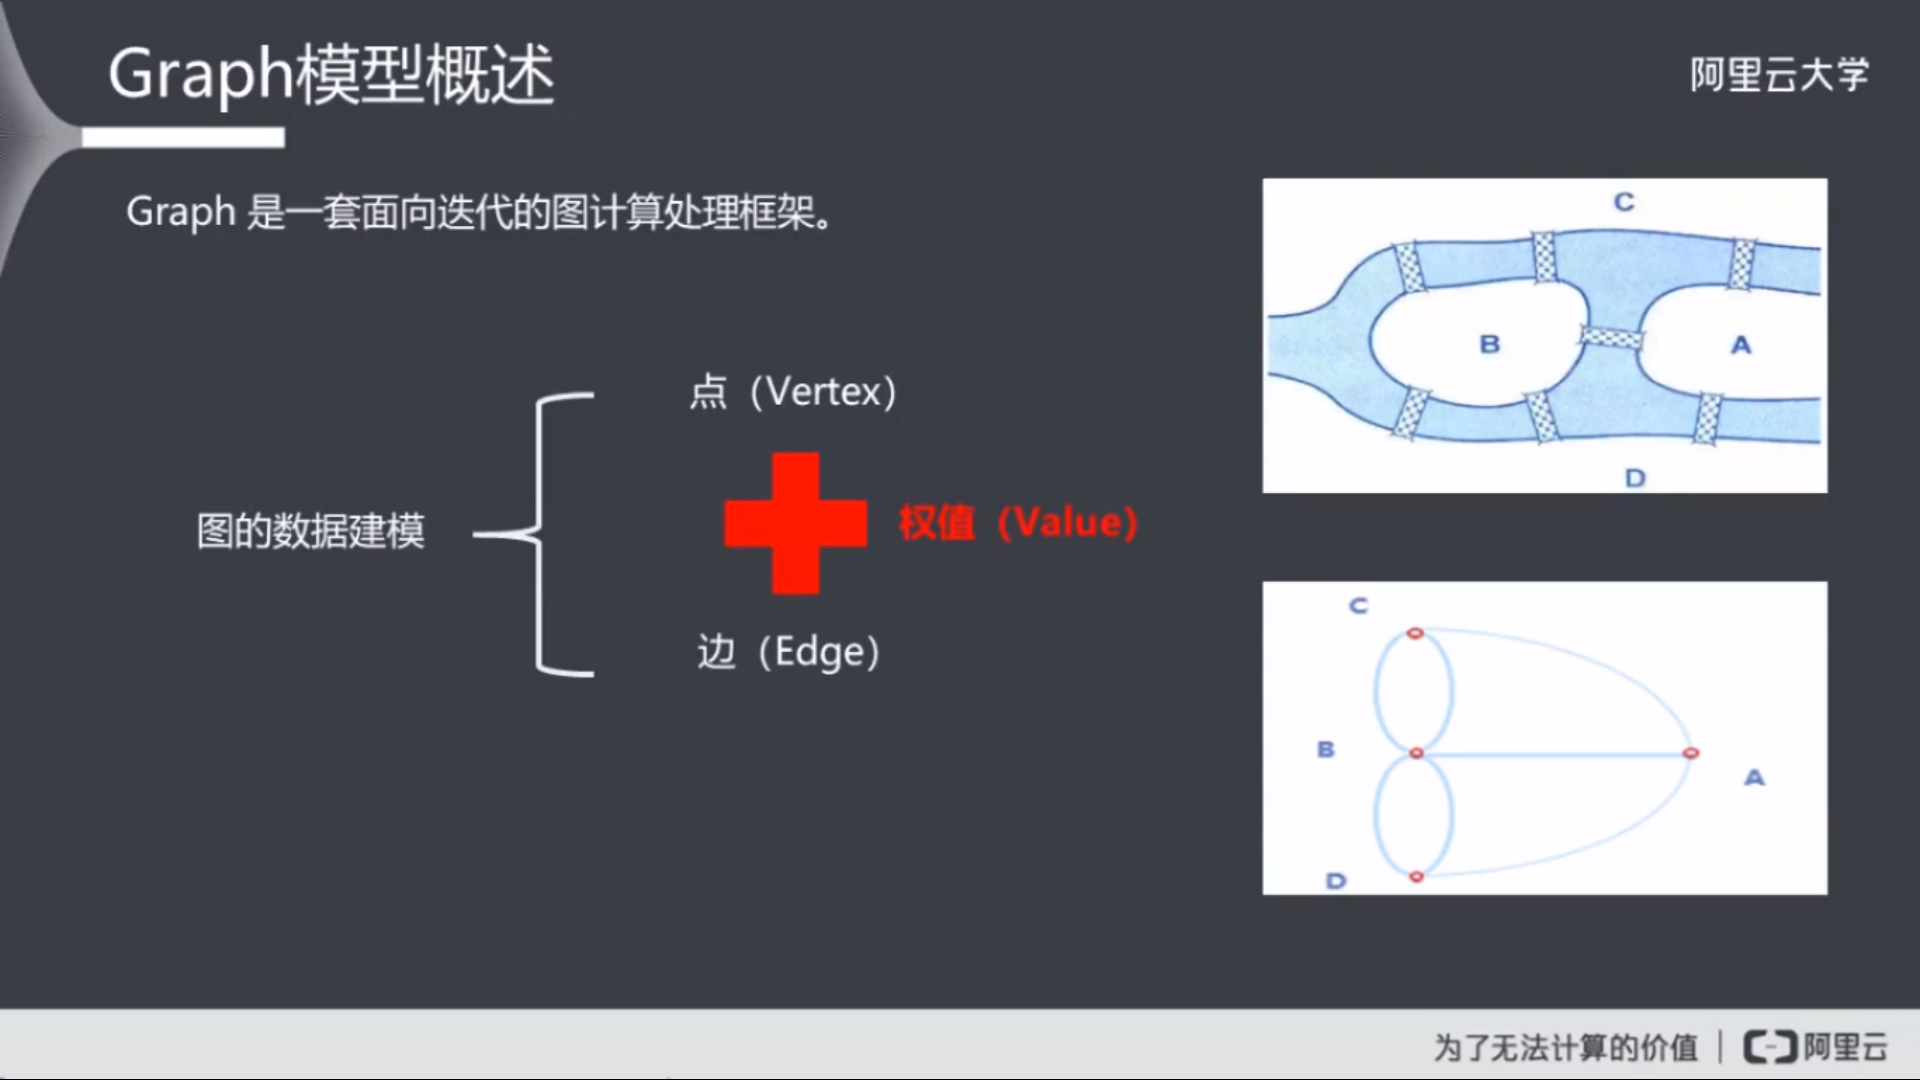 Graph模型概述
阿里云大学
Graph 是一套面向迭代的图计算处理框架。
图的数据建模
点（Vertex）
权值（Value）
边（Edge）
C
B
A
D
C
B
A
D
为了无法计算的价值
阿里云